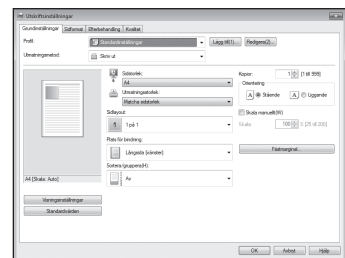 Utskriftsinställningar
Grundinställningar Sidformat Efterbehandling Kvalitet
Profil: Standardinställningar Lägg till(1)... Redigera(2)...
Utmatningsmetod: Skriv ut
Sidstorlek: Kopior: 1 [1 till 999]
A4
Orientering
Utmatningsstorlek: A Stående A Liggande
Matcha sidstorlek
Sidlayout: Skala manuellt(W)
1 på 1 Skala: 100 % [25 till 200]
Plats för bindning:
Långsida (vänster) Fästmarginal...
Sortera/gruppera(H):
Av
A4 [Skala: Auto]
Visningsinställningar
Standardvärden
OK Avbryt Hjälp